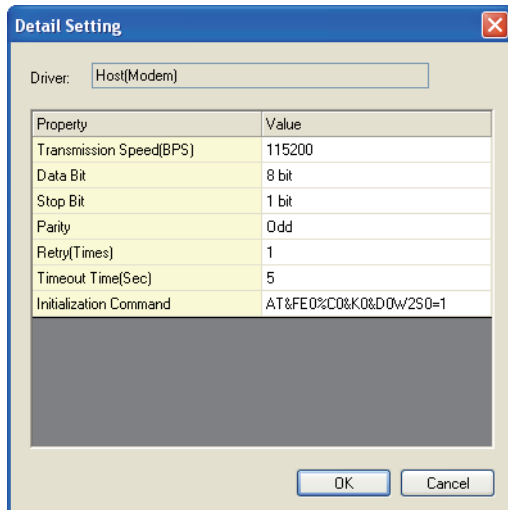 Detail Setting
Driver: Host(Modem)
Property Value
Transmission Speed(BPS) 115200
Data Bit 8 bit
Stop Bit 1 bit
Parity Odd
Retry(Times) 1
Timeout Time(Sec) 5
Initialization Command AT&FE0%C0&K0&D0W2S0=1
OK Cancel